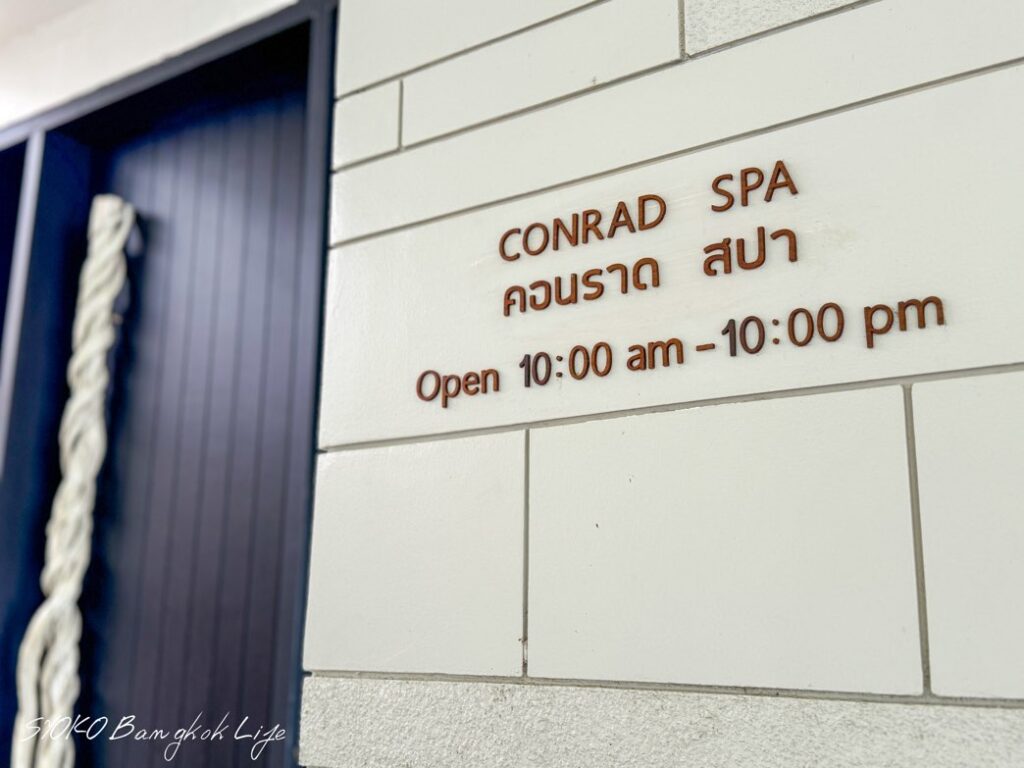 CONRAD SPA
คอนราด สปา
Open 10:00 am - 10:00 pm
SYOKO Bangkok Life